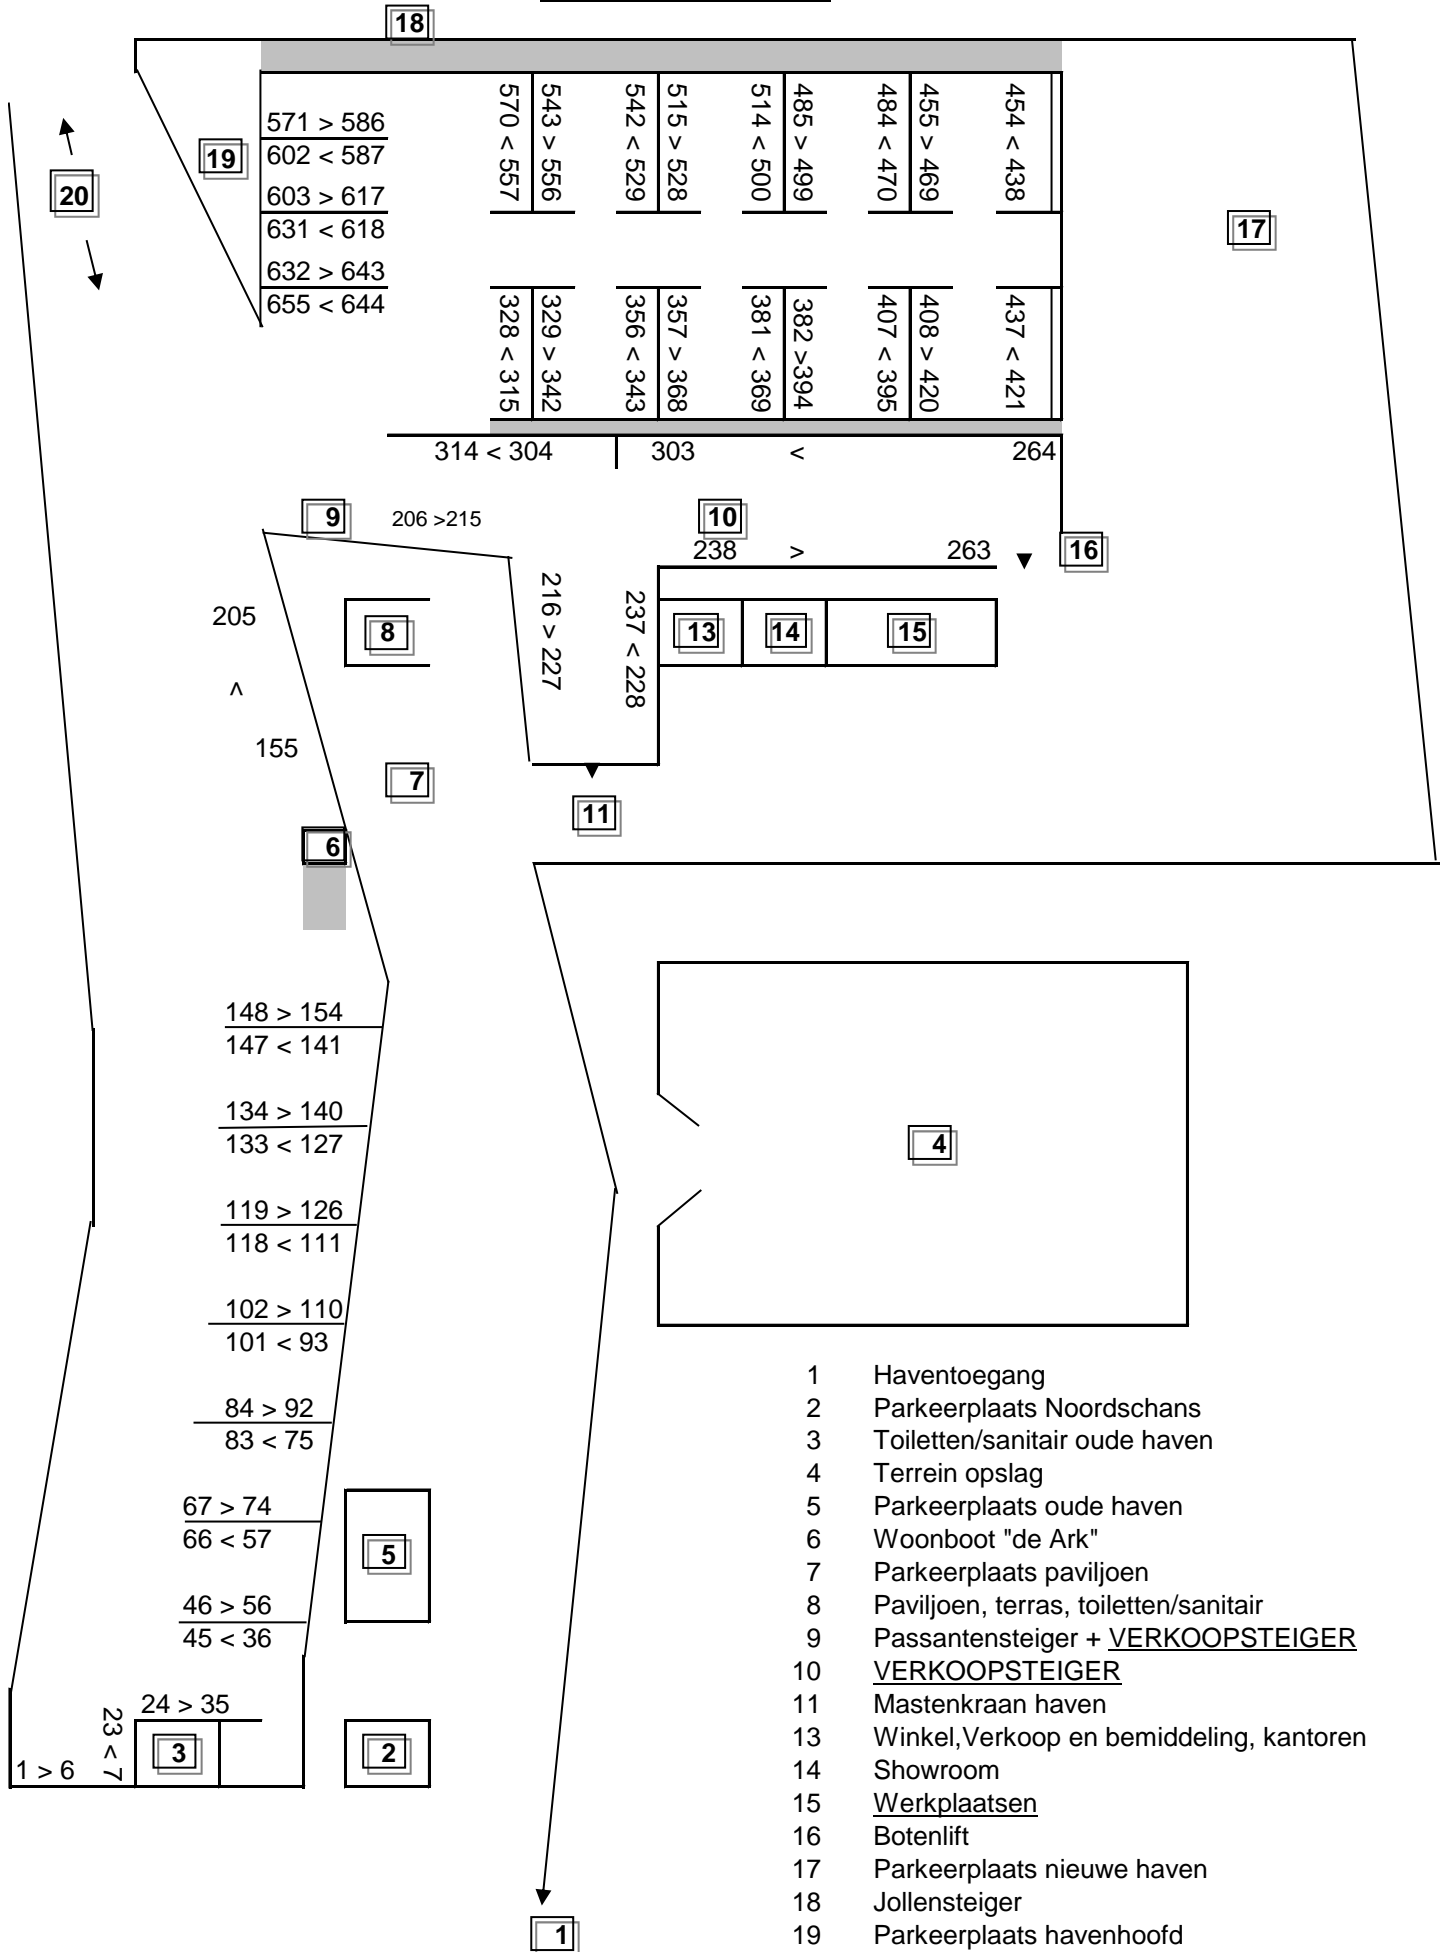 18
570 < 557
543 > 556
542 < 529
515 > 528
514 < 500
485 > 499
484 < 470
455 > 469
454 < 438
571 > 586
602 < 587
603 > 617
631 < 618
632 > 643
655 < 644
19
20
17
328 < 315
329 > 342
356 < 343
357 > 368
381 < 369
382 >394
407 < 395
408 > 420
437 < 421
314 < 304
303 < 264
9
206 >215
10
238 > 263
16
205
<
155
8
216 > 227
237 < 228
13
14
15
7
11
6
148 > 154
147 < 141
134 > 140
133 < 127
4
119 > 126
118 < 111
102 > 110
101 < 93
84 > 92
83 < 75
67 > 74
66 < 57
5
46 > 56
45 < 36
24 > 35
23 < 7
1 > 6
3
2
1
1 Haventoegang
2 Parkeerplaats Noordschans
3 Toiletten/sanitair oude haven
4 Terrein opslag
5 Parkeerplaats oude haven
6 Woonboot "de Ark"
7 Parkeerplaats paviljoen
8 Paviljoen, terras, toiletten/sanitair
9 Passantensteiger + VERKOOPSTEIGER
10 VERKOOPSTEIGER
11 Mastenkraan haven
13 Winkel,Verkoop en bemiddeling, kantoren
14 Showroom
15 Werkplaatsen
16 Botenlift
17 Parkeerplaats nieuwe haven
18 Jollensteiger
19 Parkeerplaats havenhoofd